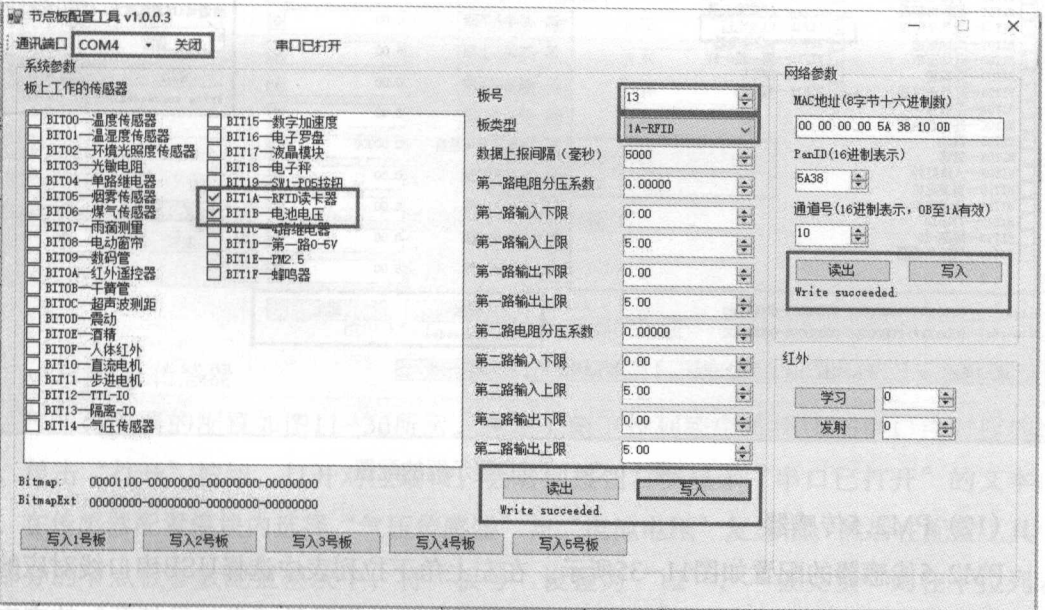 节点板配置工具 v1.0.0.3
通讯端口 COM4 关闭 串口已打开
系统参数
板上工作的传感器
BIT00—温度传感器
BIT01—温湿度传感器
BIT02—环境光照度传感器
BIT03—光敏电阻
BIT04—单路继电器
BIT05—烟雾传感器
BIT06—煤气传感器
BIT07—雨滴测量
BIT08—电动窗帘
BIT09—数码管
BIT0A—红外遥控器
BIT0B—干簧管
BIT0C—超声波测距
BIT0D—震动
BIT0E—酒精
BIT0F—人体红外
BIT10—直流电机
BIT11—步进电机
BIT12—TTL-IO
BIT13—隔离-IO
BIT14—气压传感器
BIT15—数字加速度
BIT16—电子罗盘
BIT17—液晶模块
BIT18—电子秤
BIT19—SW1-P05按钮
BIT1A—RFID读卡器
BIT1B—电池电压
BIT1C—4路继电器
BIT1D—第一路0-5V
BIT1E—PM2.5
BIT1F—蜂鸣器
Bitmap: 00001100-00000000-00000000-00000000
BitmapExt 00000000-00000000-00000000-00000000
写入1号板 写入2号板 写入3号板 写入4号板 写入5号板
板号 13
板类型 1A-RFID
数据上报间隔（毫秒） 5000
第一路电阻分压系数 0.00000
第一路输入下限 0.00
第一路输入上限 5.00
第一路输出下限 0.00
第一路输出上限 5.00
第二路电阻分压系数 0.00000
第二路输入下限 0.00
第二路输入上限 5.00
第二路输出下限 0.00
第二路输出上限 5.00
读出 写入
Write succeeded.
网络参数
MAC地址(8字节十六进制数)
00 00 00 00 5A 38 10 0D
PanID(16进制表示)
5A38
通道号(16进制表示，0B至1A有效)
10
读出 写入
Write succeeded.
红外
学习 0
发射 0